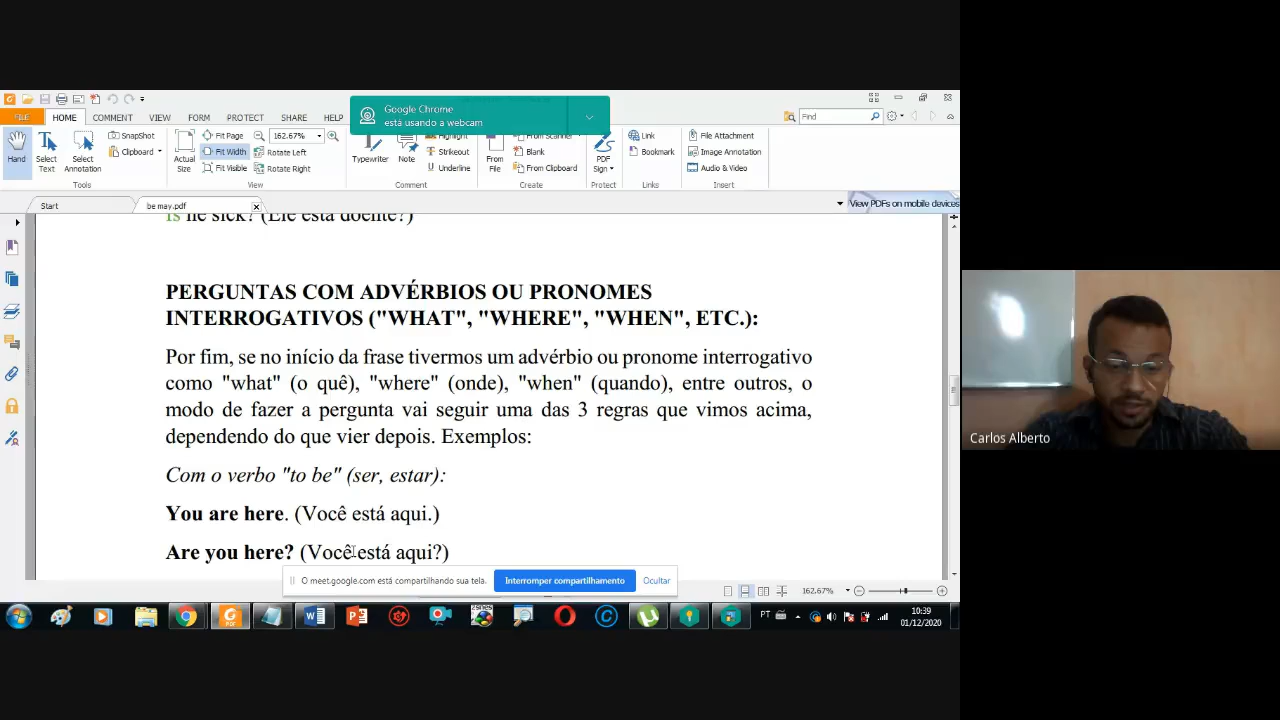 Google Chrome
está usando a webcam
FILE HOME COMMENT VIEW FORM PROTECT SHARE HELP
Find
Hand
Select Text
Select Annotation
SnapShot
Clipboard
Tools
Actual Size
Fit Page
Fit Width
Fit Visible
162.67%
Rotate Left
Rotate Right
View
Typewriter
Note
Highlight
Strikeout
Underline
Comment
From File
From Scanner
Blank
From Clipboard
Create
PDF Sign
Protect
Link
Bookmark
Links
File Attachment
Image Annotation
Audio & Video
Insert
Start
be may.pdf
View PDFs on mobile devices
Is he sick? (Ele está doente?)
PERGUNTAS COM ADVÉRBIOS OU PRONOMES
INTERROGATIVOS ("WHAT", "WHERE", "WHEN", ETC.):
Por fim, se no início da frase tivermos um advérbio ou pronome interrogativo
como "what" (o quê), "where" (onde), "when" (quando), entre outros, o
modo de fazer a pergunta vai seguir uma das 3 regras que vimos acima,
dependendo do que vier depois. Exemplos:
Com o verbo "to be" (ser, estar):
You are here. (Você está aqui.)
Are you here? (Você está aqui?)
O meet.google.com está compartilhando sua tela.
Interromper compartilhamento
Ocultar
162.67%
PT
10:39
01/12/2020
Carlos Alberto